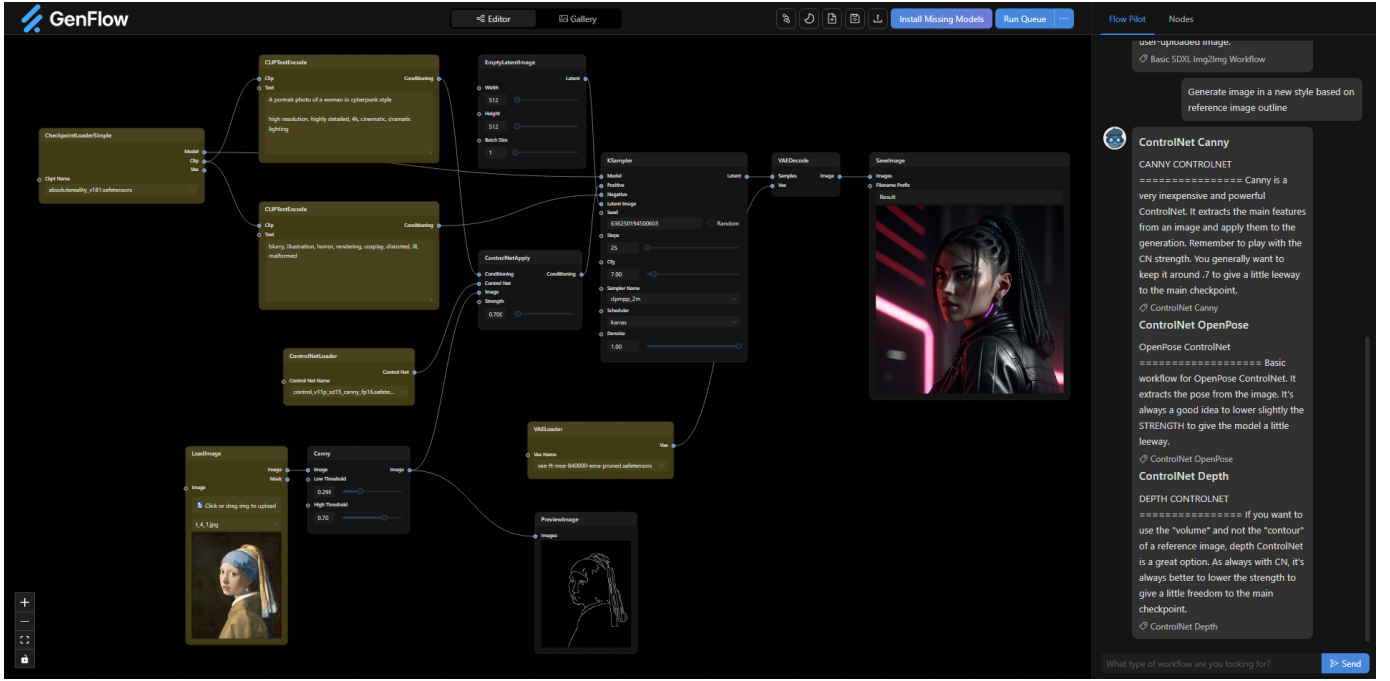 GenFlow
Editor
Gallery
Install Missing Models
Run Queue
Flow Pilot
Nodes
CheckpointLoaderSimple
Model
Clip
Vae
Ckpt Name
absolutereality_v181.safetensors
CLIPTextEncode
Clip
Conditioning
Text
A portrait photo of a woman in cyberpunk style
high resolution, highly detailed, 4k, cinematic, dramatic
lighting
CLIPTextEncode
Clip
Conditioning
Text
blurry, illustration, horror, rendering, cosplay, distorted, ill,
malformed
EmptyLatentImage
Latent
Width
512
Height
512
Batch Size
1
ControlNetApply
Conditioning
Conditioning
Control Net
Image
Strength
ControlNetLoader
Control Net
Control Net Name
control_v11p_sd15_canny_fp16.safete...
LoadImage
Image
Mask
Image
Click or drag img to upload
t_4_1.jpg
Canny
Image
Image
Low Threshold
High Threshold
0.70
VAELoader
Vae
Vae Name
vae-ft-mse-840000-ema-pruned.safetensors
PreviewImage
Images
KSampler
Model
Latent
Positive
Negative
Latent Image
Seed
636250194500603
Random
Steps
25
Cfg
7.00
Sampler Name
dpmpp_2m
Scheduler
karras
Denoise
1.00
VAEDecode
Samples
Image
Vae
SaveImage
Images
Filename Prefix
Result
user-uploaded image.
Basic SDXL Img2Img Workflow
Generate image in a new style based on
reference image outline
ControlNet Canny
CANNY CONTROLNET
================ Canny is a
very inexpensive and powerful
ControlNet. It extracts the main features
from an image and apply them to the
generation. Remember to play with the
CN strength. You generally want to
keep it around .7 to give a little leeway
to the main checkpoint.
ControlNet Canny
ControlNet OpenPose
OpenPose ControlNet
=================== Basic
workflow for OpenPose ControlNet. It
extracts the pose from the image. It's
always a good idea to lower slightly the
STRENGTH to give the model a little
leeway.
ControlNet OpenPose
ControlNet Depth
DEPTH CONTROLNET
================ If you want to
use the "volume" and not the "contour"
of a reference image, depth ControlNet
is a great option. As always with CN, it's
always better to lower the strength to
give a little freedom to the main
checkpoint.
ControlNet Depth
What type of workflow are you looking for?
Send